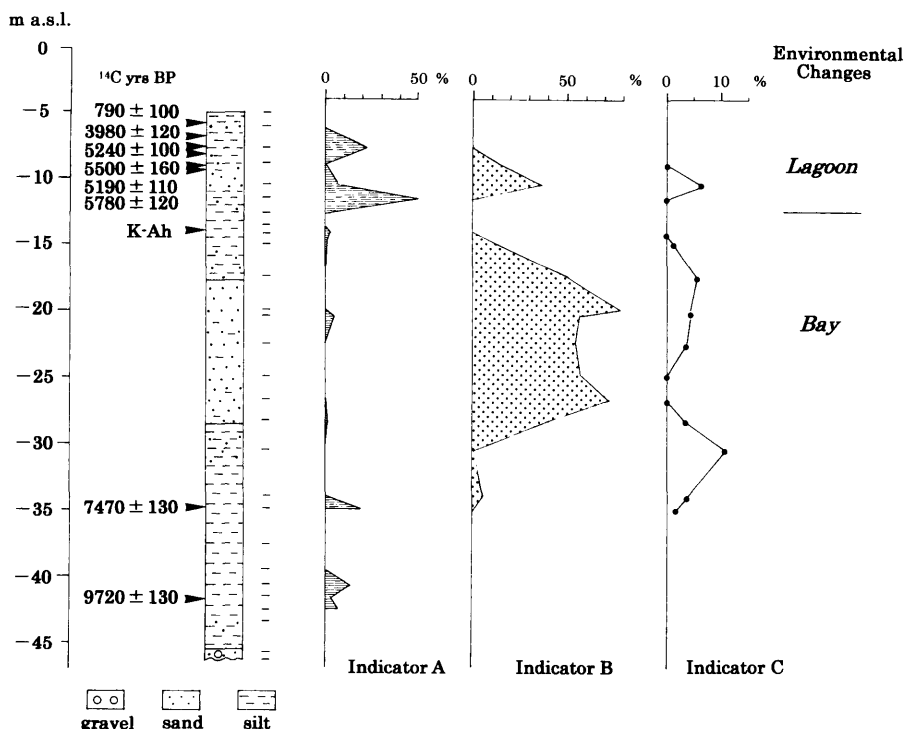 m a.s.l.
0
-5
-10
-15
-20
-25
-30
-35
-40
-45
¹⁴C yrs BP
790 ± 100
3980 ± 120
5240 ± 100
5500 ± 160
5190 ± 110
5780 ± 120
K-Ah
7470 ± 130
9720 ± 130
0 50 %
0 50 %
0 10 %
Environmental
Changes
Lagoon
Bay
Indicator A
Indicator B
Indicator C
gravel
sand
silt